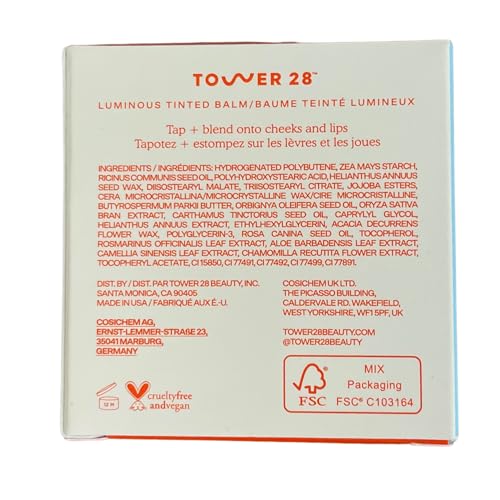 TOWER 28™
LUMINOUS TINTED BALM/BAUME TEINTÉ LUMINEUX
Tap + blend onto cheeks and lips
Tapotez + estompez sur les lèvres et les joues
INGREDIENTS / INGRÉDIENTS: HYDROGENATED POLYBUTENE, ZEA MAYS STARCH,
RICINUS COMMUNIS SEED OIL, POLYHYDROXYSTEARIC ACID, HELIANTHUS ANNUUS
SEED WAX, DIISOSTEARYL MALATE, TRIISOSTEARYL CITRATE, JOJOBA ESTERS,
CERA MICROCRISTALLINA/MICROCRYSTALLINE WAX/CIRE MICROCRISTALLINE,
BUTYROSPERMUM PARKII BUTTER, ORBIGNYA OLEIFERA SEED OIL, ORYZA SATIVA
BRAN EXTRACT, CARTHAMUS TINCTORIUS SEED OIL, CAPRYLYL GLYCOL,
HELIANTHUS ANNUUS EXTRACT, ETHYLHEXYLGLYCERIN, ACACIA DECURRENS
FLOWER WAX, POLYGLYCERIN-3, ROSA CANINA SEED OIL, TOCOPHEROL,
ROSMARINUS OFFICINALIS LEAF EXTRACT, ALOE BARBADENSIS LEAF EXTRACT,
CAMELLIA SINENSIS LEAF EXTRACT, CHAMOMILLA RECUTITA FLOWER EXTRACT,
TOCOPHERYL ACETATE, CI 15850, CI 77491, CI 77492, CI 77499, CI 77891.
DIST. BY / DIST. PAR TOWER 28 BEAUTY, INC.
SANTA MONICA, CA 90405
MADE IN USA / FABRIQUÉ AUX É.-U.
COSICHEM AG,
ERNST-LEMMER-STRAßE 23,
35041 MARBURG,
GERMANY
COSICHEM UK LTD.
THE PICASSO BUILDING,
CALDERVALE RD. WAKEFIELD,
WEST YORKSHIRE, WF1 5PF, UK
TOWER28BEAUTY.COM
@TOWER28BEAUTY
12 M
crueltyfree
andvegan
FSC
MIX
Packaging
FSC® C103164